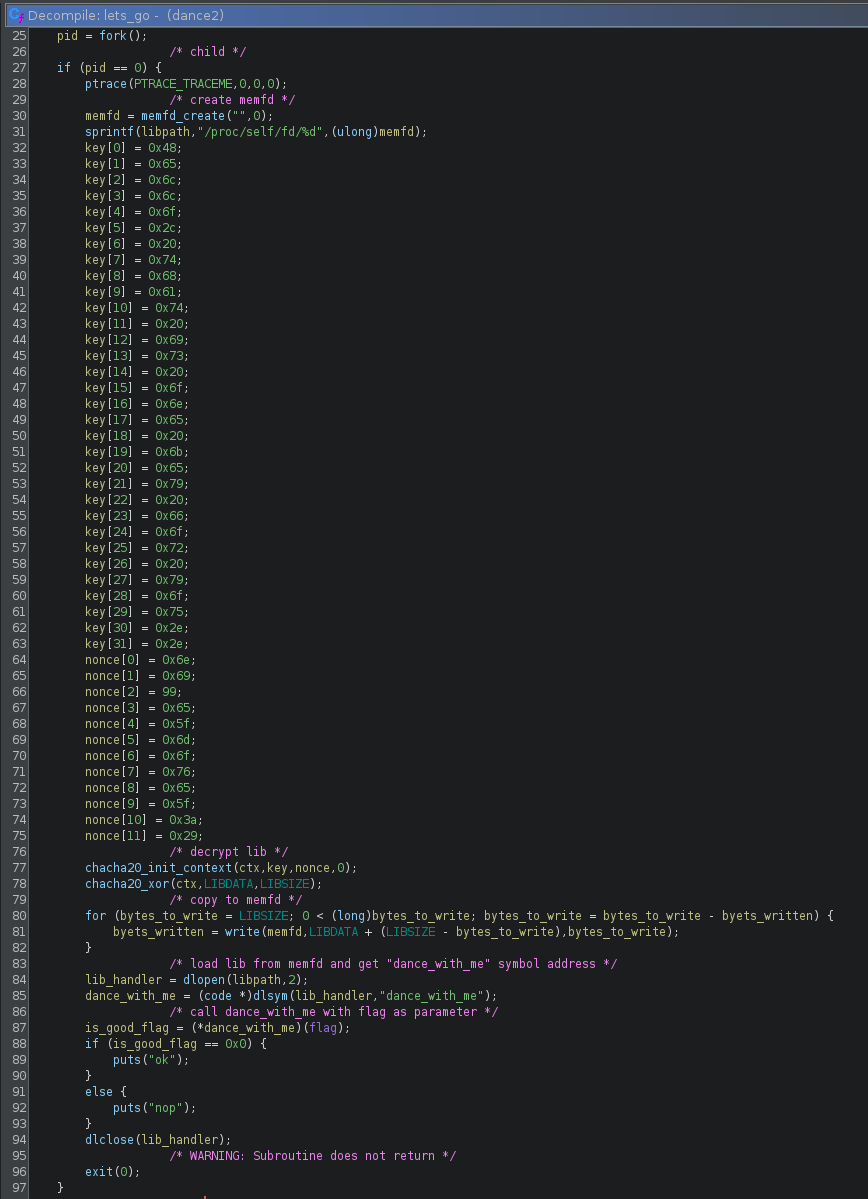 Decompile: lets_go - (dance2)
25 pid = fork();
26 /* child */
27 if (pid == 0) {
28 ptrace(PTRACE_TRACEME,0,0,0);
29 /* create memfd */
30 memfd = memfd_create("",0);
31 sprintf(libpath,"/proc/self/fd/%d",(ulong)memfd);
32 key[0] = 0x48;
33 key[1] = 0x65;
34 key[2] = 0x6c;
35 key[3] = 0x6c;
36 key[4] = 0x6f;
37 key[5] = 0x2c;
38 key[6] = 0x20;
39 key[7] = 0x74;
40 key[8] = 0x68;
41 key[9] = 0x61;
42 key[10] = 0x74;
43 key[11] = 0x20;
44 key[12] = 0x69;
45 key[13] = 0x73;
46 key[14] = 0x20;
47 key[15] = 0x6f;
48 key[16] = 0x6e;
49 key[17] = 0x65;
50 key[18] = 0x20;
51 key[19] = 0x6b;
52 key[20] = 0x65;
53 key[21] = 0x79;
54 key[22] = 0x20;
55 key[23] = 0x66;
56 key[24] = 0x6f;
57 key[25] = 0x72;
58 key[26] = 0x20;
59 key[27] = 0x79;
60 key[28] = 0x6f;
61 key[29] = 0x75;
62 key[30] = 0x2e;
63 key[31] = 0x2e;
64 nonce[0] = 0x6e;
65 nonce[1] = 0x69;
66 nonce[2] = 99;
67 nonce[3] = 0x65;
68 nonce[4] = 0x5f;
69 nonce[5] = 0x6d;
70 nonce[6] = 0x6f;
71 nonce[7] = 0x76;
72 nonce[8] = 0x65;
73 nonce[9] = 0x5f;
74 nonce[10] = 0x3a;
75 nonce[11] = 0x29;
76 /* decrypt lib */
77 chacha20_init_context(ctx,key,nonce,0);
78 chacha20_xor(ctx,LIBDATA,LIBSIZE);
79 /* copy to memfd */
80 for (bytes_to_write = LIBSIZE; 0 < (long)bytes_to_write; bytes_to_write = bytes_to_write - byets_written) {
81 byets_written = write(memfd,LIBDATA + (LIBSIZE - bytes_to_write),bytes_to_write);
82 }
83 /* load lib from memfd and get "dance_with_me" symbol address */
84 lib_handler = dlopen(libpath,2);
85 dance_with_me = (code *)dlsym(lib_handler,"dance_with_me");
86 /* call dance_with_me with flag as parameter */
87 is_good_flag = (*dance_with_me)(flag);
88 if (is_good_flag == 0x0) {
89 puts("ok");
90 }
91 else {
92 puts("nop");
93 }
94 dlclose(lib_handler);
95 /* WARNING: Subroutine does not return */
96 exit(0);
97 }